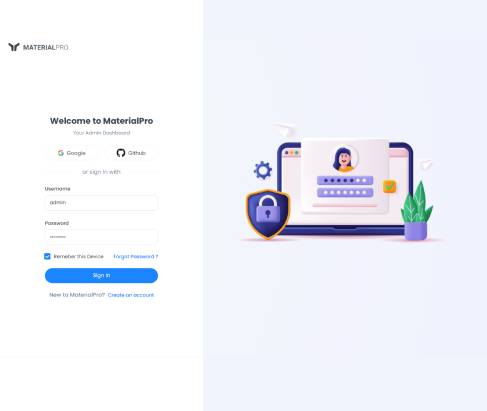 MATERIALPRO
Welcome to MaterialPro
Your Admin Dashboard
Google
Github
or sign in with
Username
admin
Password
••••••••
Remeber this Device
Forgot Password ?
Sign In
New to MaterialPro? Create an account